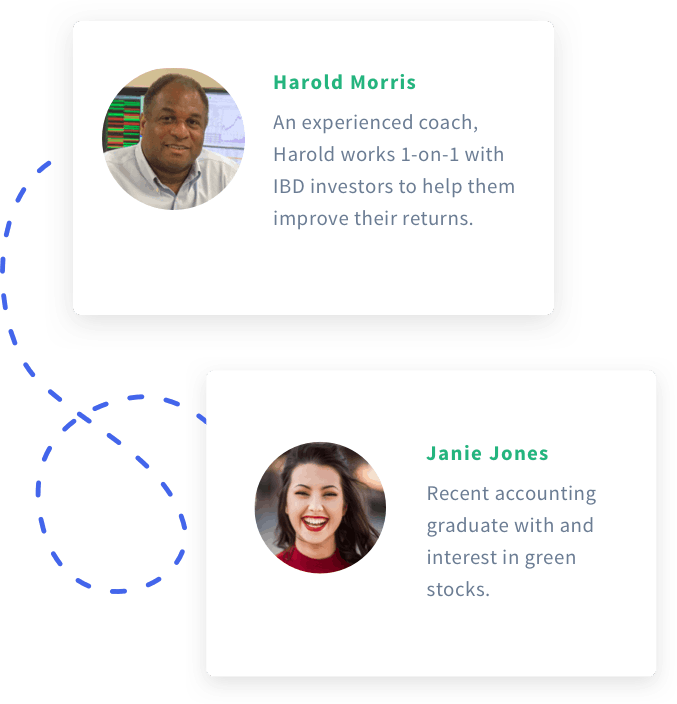 Harold Morris
An experienced coach,
Harold works 1-on-1 with
IBD investors to help them
improve their returns.
Janie Jones
Recent accounting
graduate with and
interest in green
stocks.